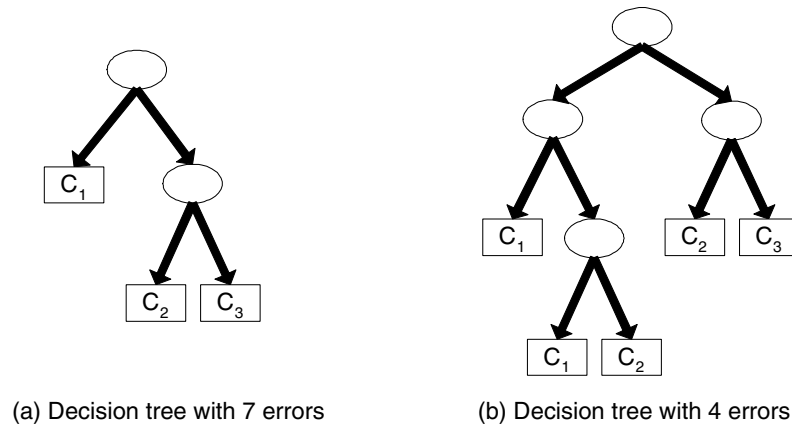 C₁
C₂ C₃
(a) Decision tree with 7 errors
C₁ C₂ C₃
C₁ C₂
(b) Decision tree with 4 errors